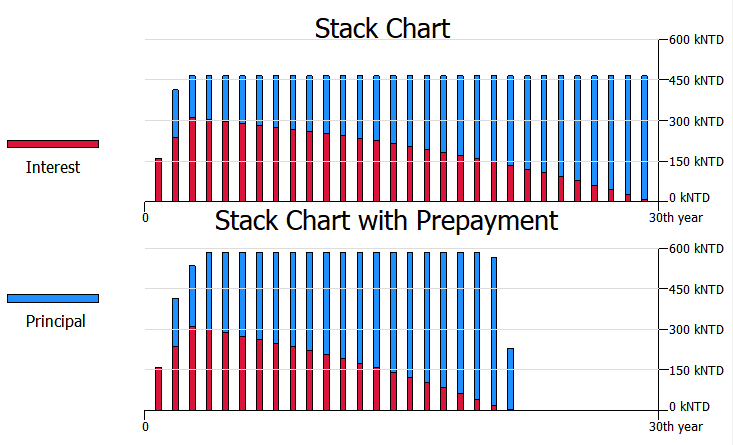 Stack Chart
600 kNTD
450 kNTD
300 kNTD
150 kNTD
0 kNTD
0
30th year
Interest
Stack Chart with Prepayment
600 kNTD
450 kNTD
300 kNTD
150 kNTD
0 kNTD
0
30th year
Principal